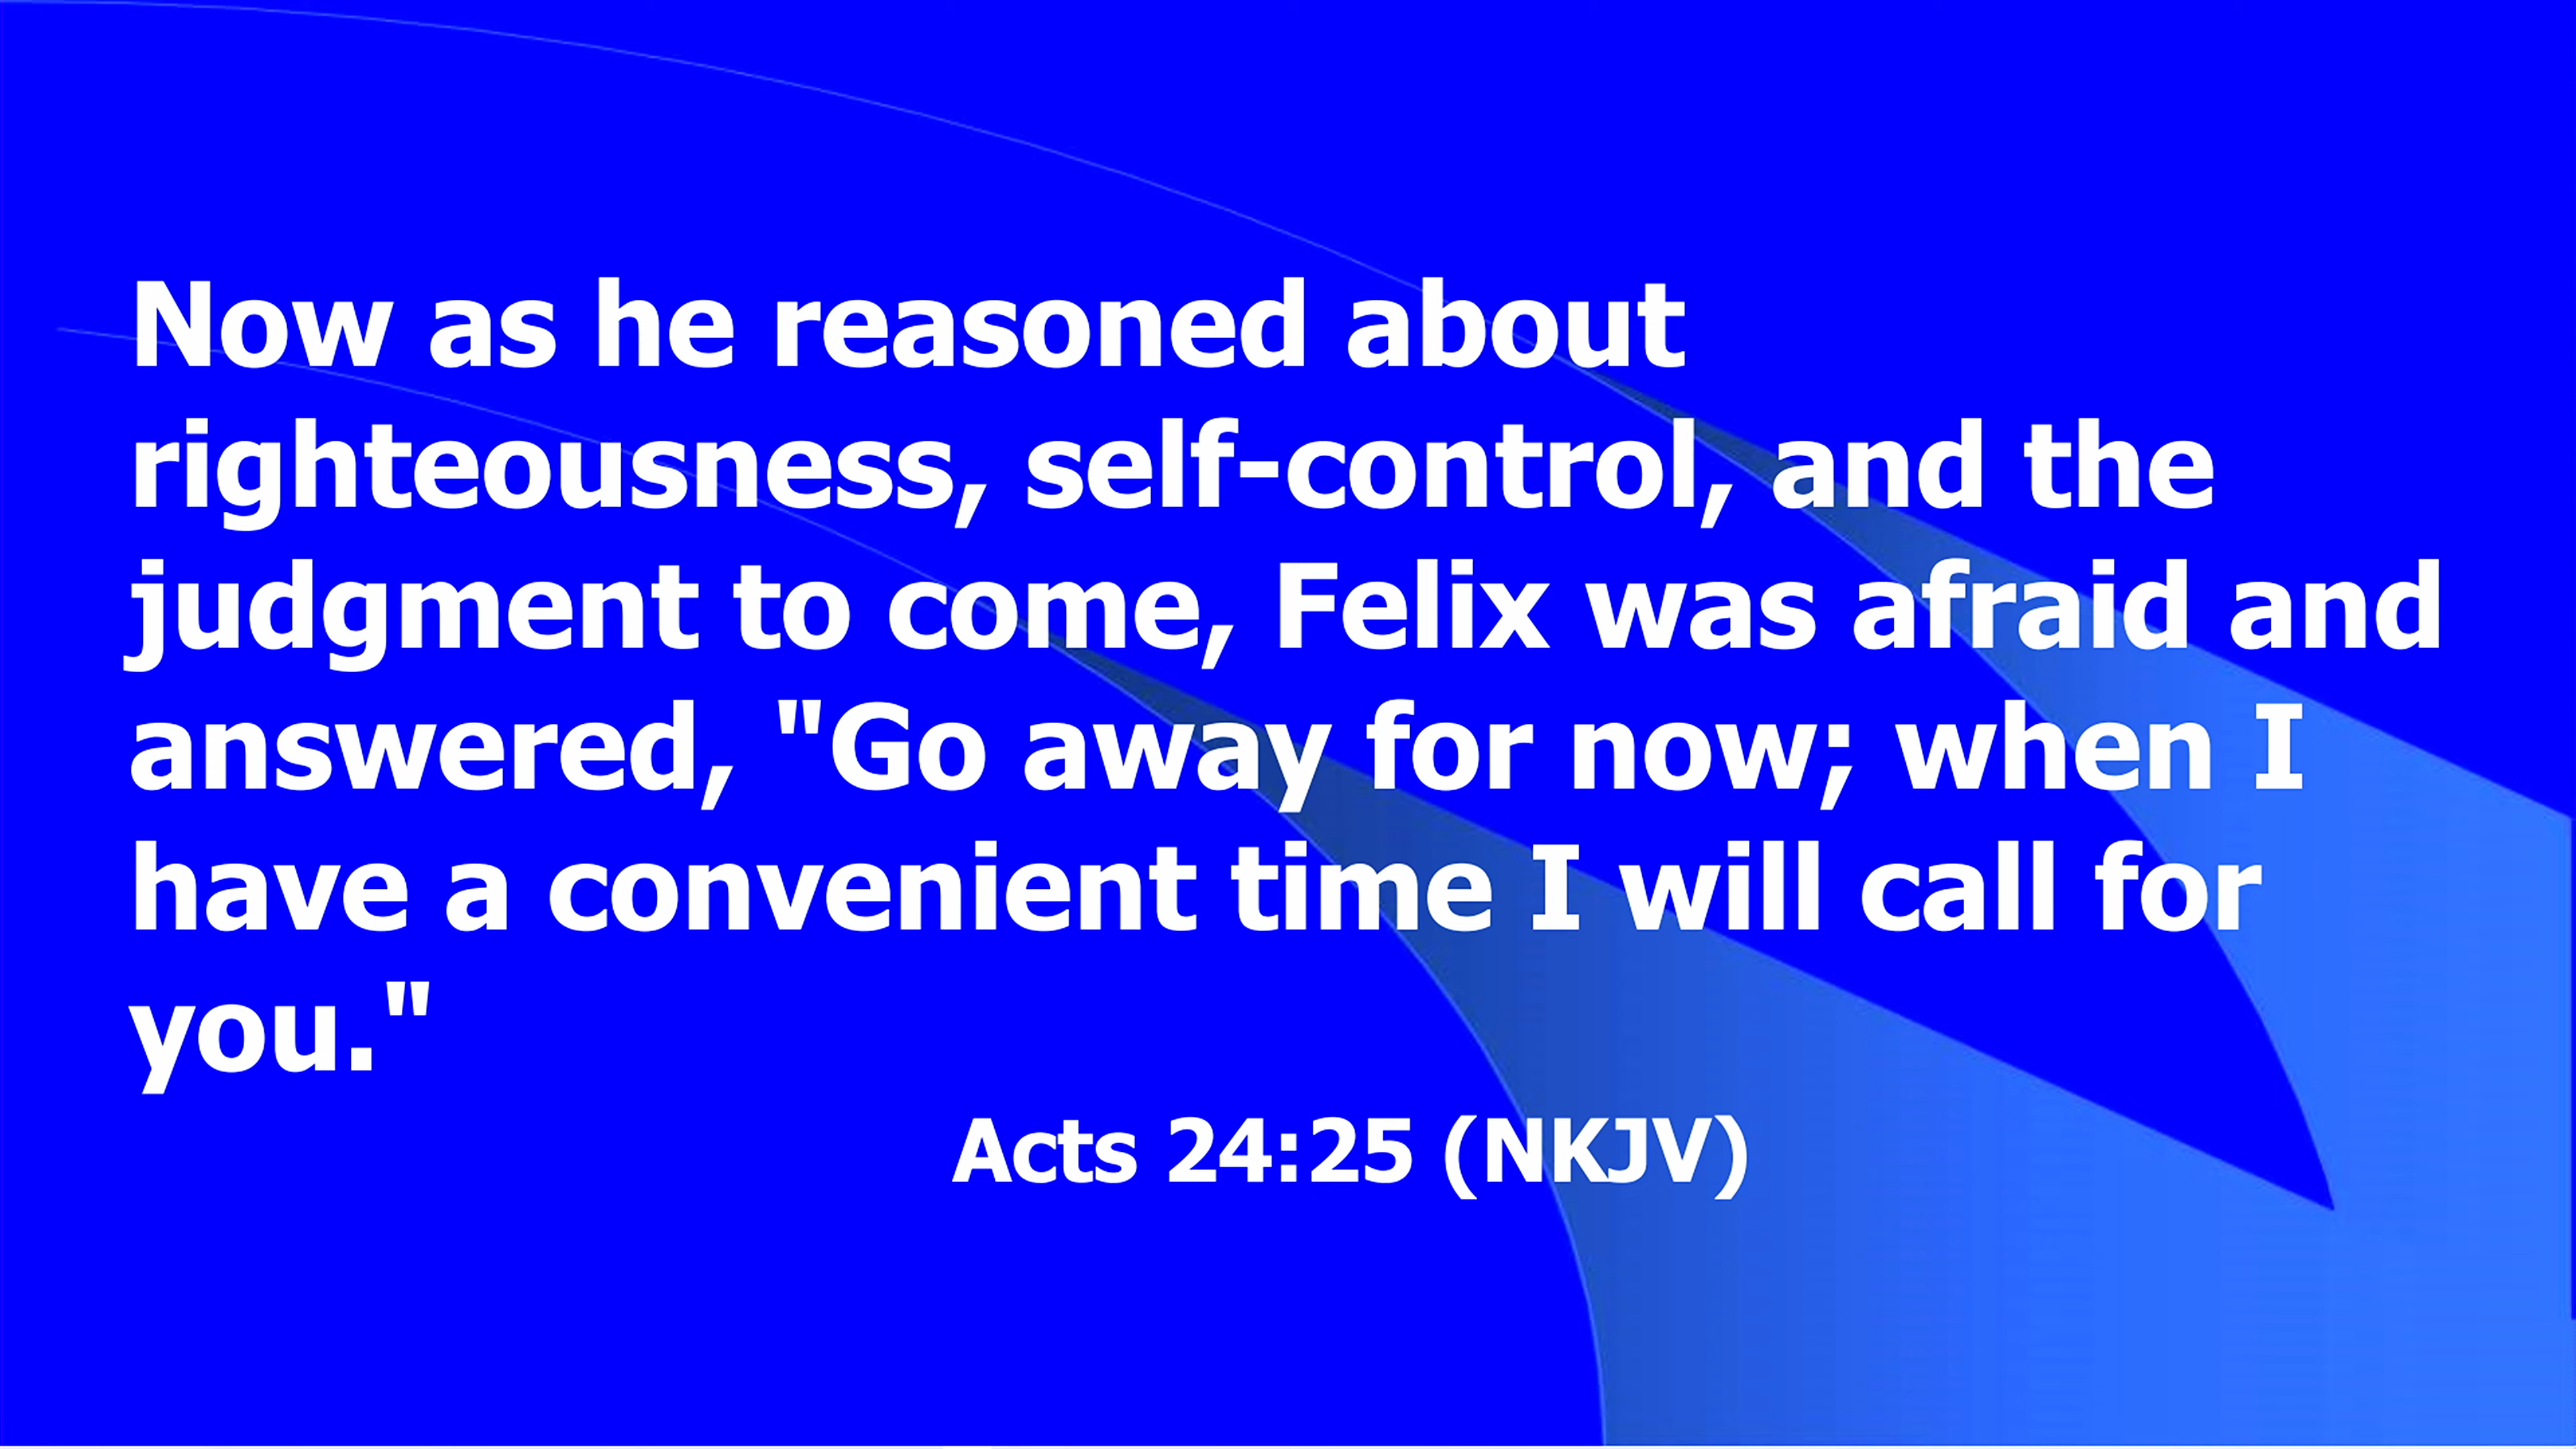 Now as he reasoned about
righteousness, self-control, and the
judgment to come, Felix was afraid and
answered, "Go away for now; when I
have a convenient time I will call for
you."
Acts 24:25 (NKJV)